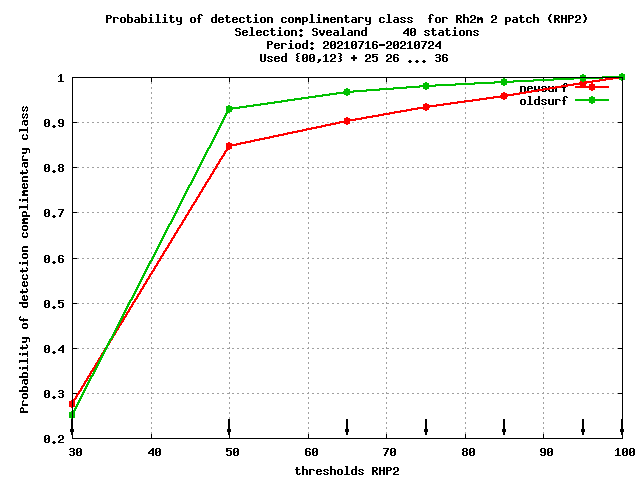 Probability of detection complimentary class  for Rh2m 2 patch (RHP2)
Selection: Svealand     40 stations
Period: 20210716-20210724
Used {00,12} + 25 26 ... 36
Probability of detection complimentary class
1
0.9
0.8
0.7
0.6
0.5
0.4
0.3
0.2
newsurf
oldsurf
30 40 50 60 70 80 90 100
thresholds RHP2